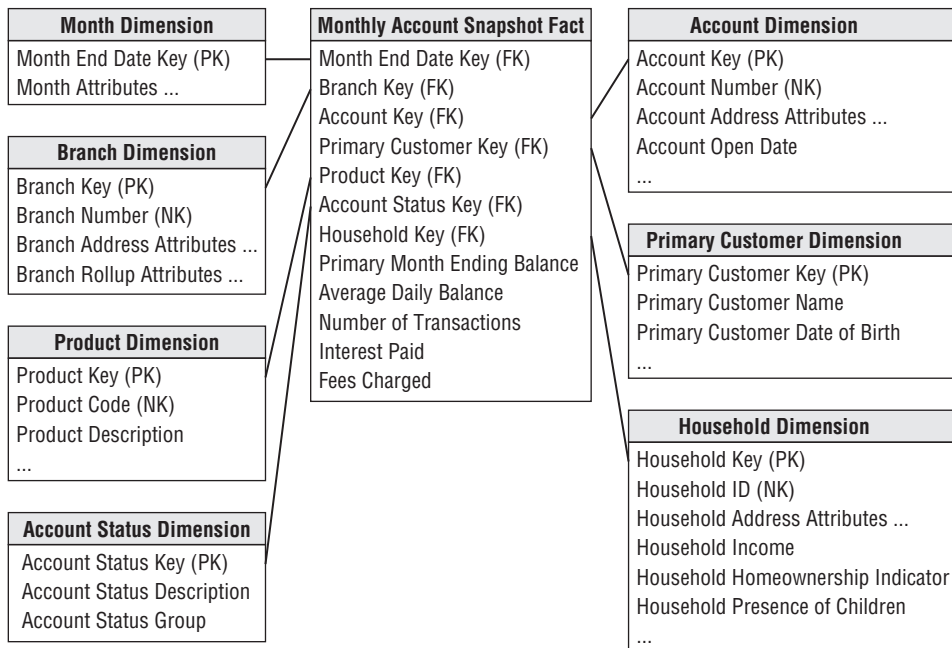 Month Dimension
Month End Date Key (PK)
Month Attributes ...
Branch Dimension
Branch Key (PK)
Branch Number (NK)
Branch Address Attributes ...
Branch Rollup Attributes ...
Product Dimension
Product Key (PK)
Product Code (NK)
Product Description
...
Account Status Dimension
Account Status Key (PK)
Account Status Description
Account Status Group
Monthly Account Snapshot Fact
Month End Date Key (FK)
Branch Key (FK)
Account Key (FK)
Primary Customer Key (FK)
Product Key (FK)
Account Status Key (FK)
Household Key (FK)
Primary Month Ending Balance
Average Daily Balance
Number of Transactions
Interest Paid
Fees Charged
Account Dimension
Account Key (PK)
Account Number (NK)
Account Address Attributes ...
Account Open Date
...
Primary Customer Dimension
Primary Customer Key (PK)
Primary Customer Name
Primary Customer Date of Birth
...
Household Dimension
Household Key (PK)
Household ID (NK)
Household Address Attributes ...
Household Income
Household Homeownership Indicator
Household Presence of Children
...